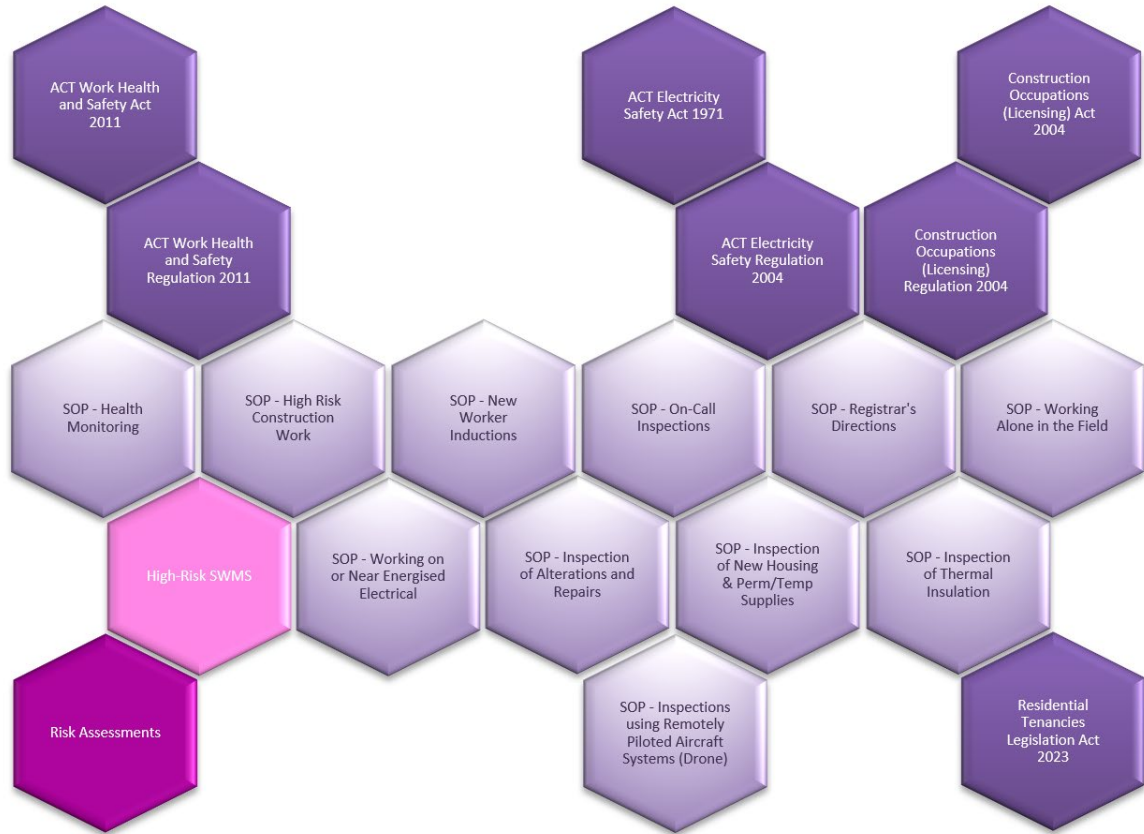 ACT Work Health
and Safety Act
2011
ACT Electricity
Safety Act 1971
Construction
Occupations
(Licensing) Act
2004
ACT Work Health
and Safety
Regulation 2011
ACT Electricity
Safety Regulation
2004
Construction
Occupations
(Licensing)
Regulation 2004
SOP - Health
Monitoring
SOP - High Risk
Construction
Work
SOP - New
Worker
Inductions
SOP - On-Call
Inspections
SOP - Registrar's
Directions
SOP - Working
Alone in the Field
High-Risk SWMS
SOP - Working on
or Near Energised
Electrical
SOP - Inspection
of Alterations and
Repairs
SOP - Inspection
of New Housing
& Perm/Temp
Supplies
SOP - Inspection
of Thermal
Insulation
Risk Assessments
SOP - Inspections
using Remotely
Piloted Aircraft
Systems (Drone)
Residential
Tenancies
Legislation Act
2023